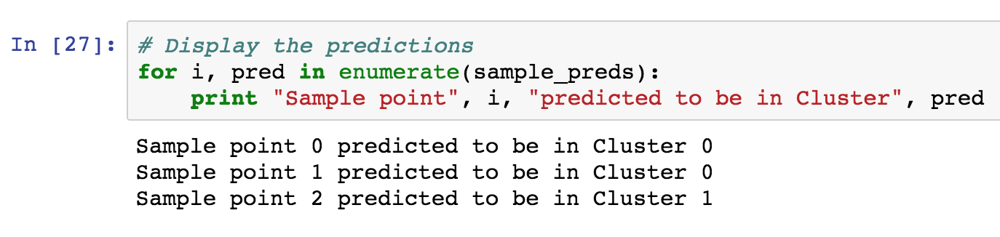 In [27]: # Display the predictions
for i, pred in enumerate(sample_preds):
    print "Sample point", i, "predicted to be in Cluster", pred
Sample point 0 predicted to be in Cluster 0
Sample point 1 predicted to be in Cluster 0
Sample point 2 predicted to be in Cluster 1